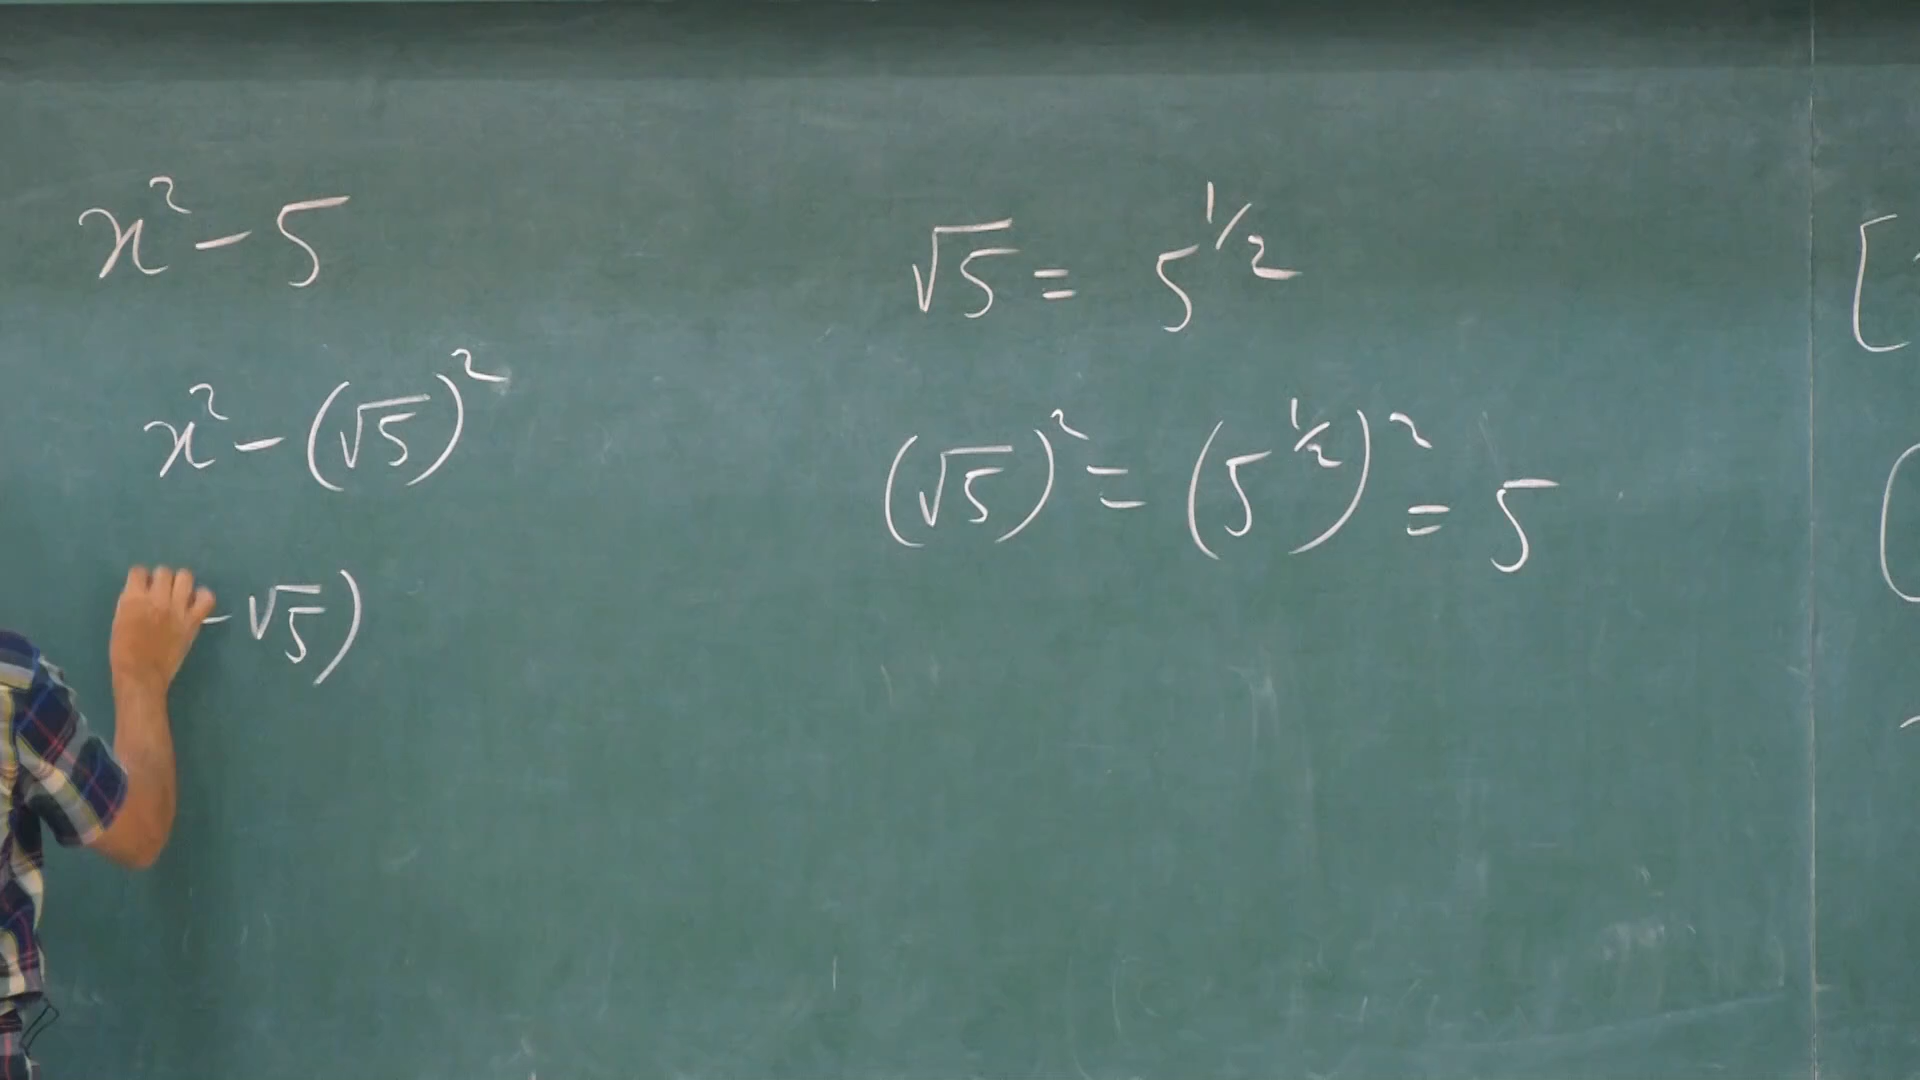 x² - 5
x² - (√5)²
- √5)
√5 = 5^{1/2}
(√5)² = (5^{1/2})² = 5
[
(